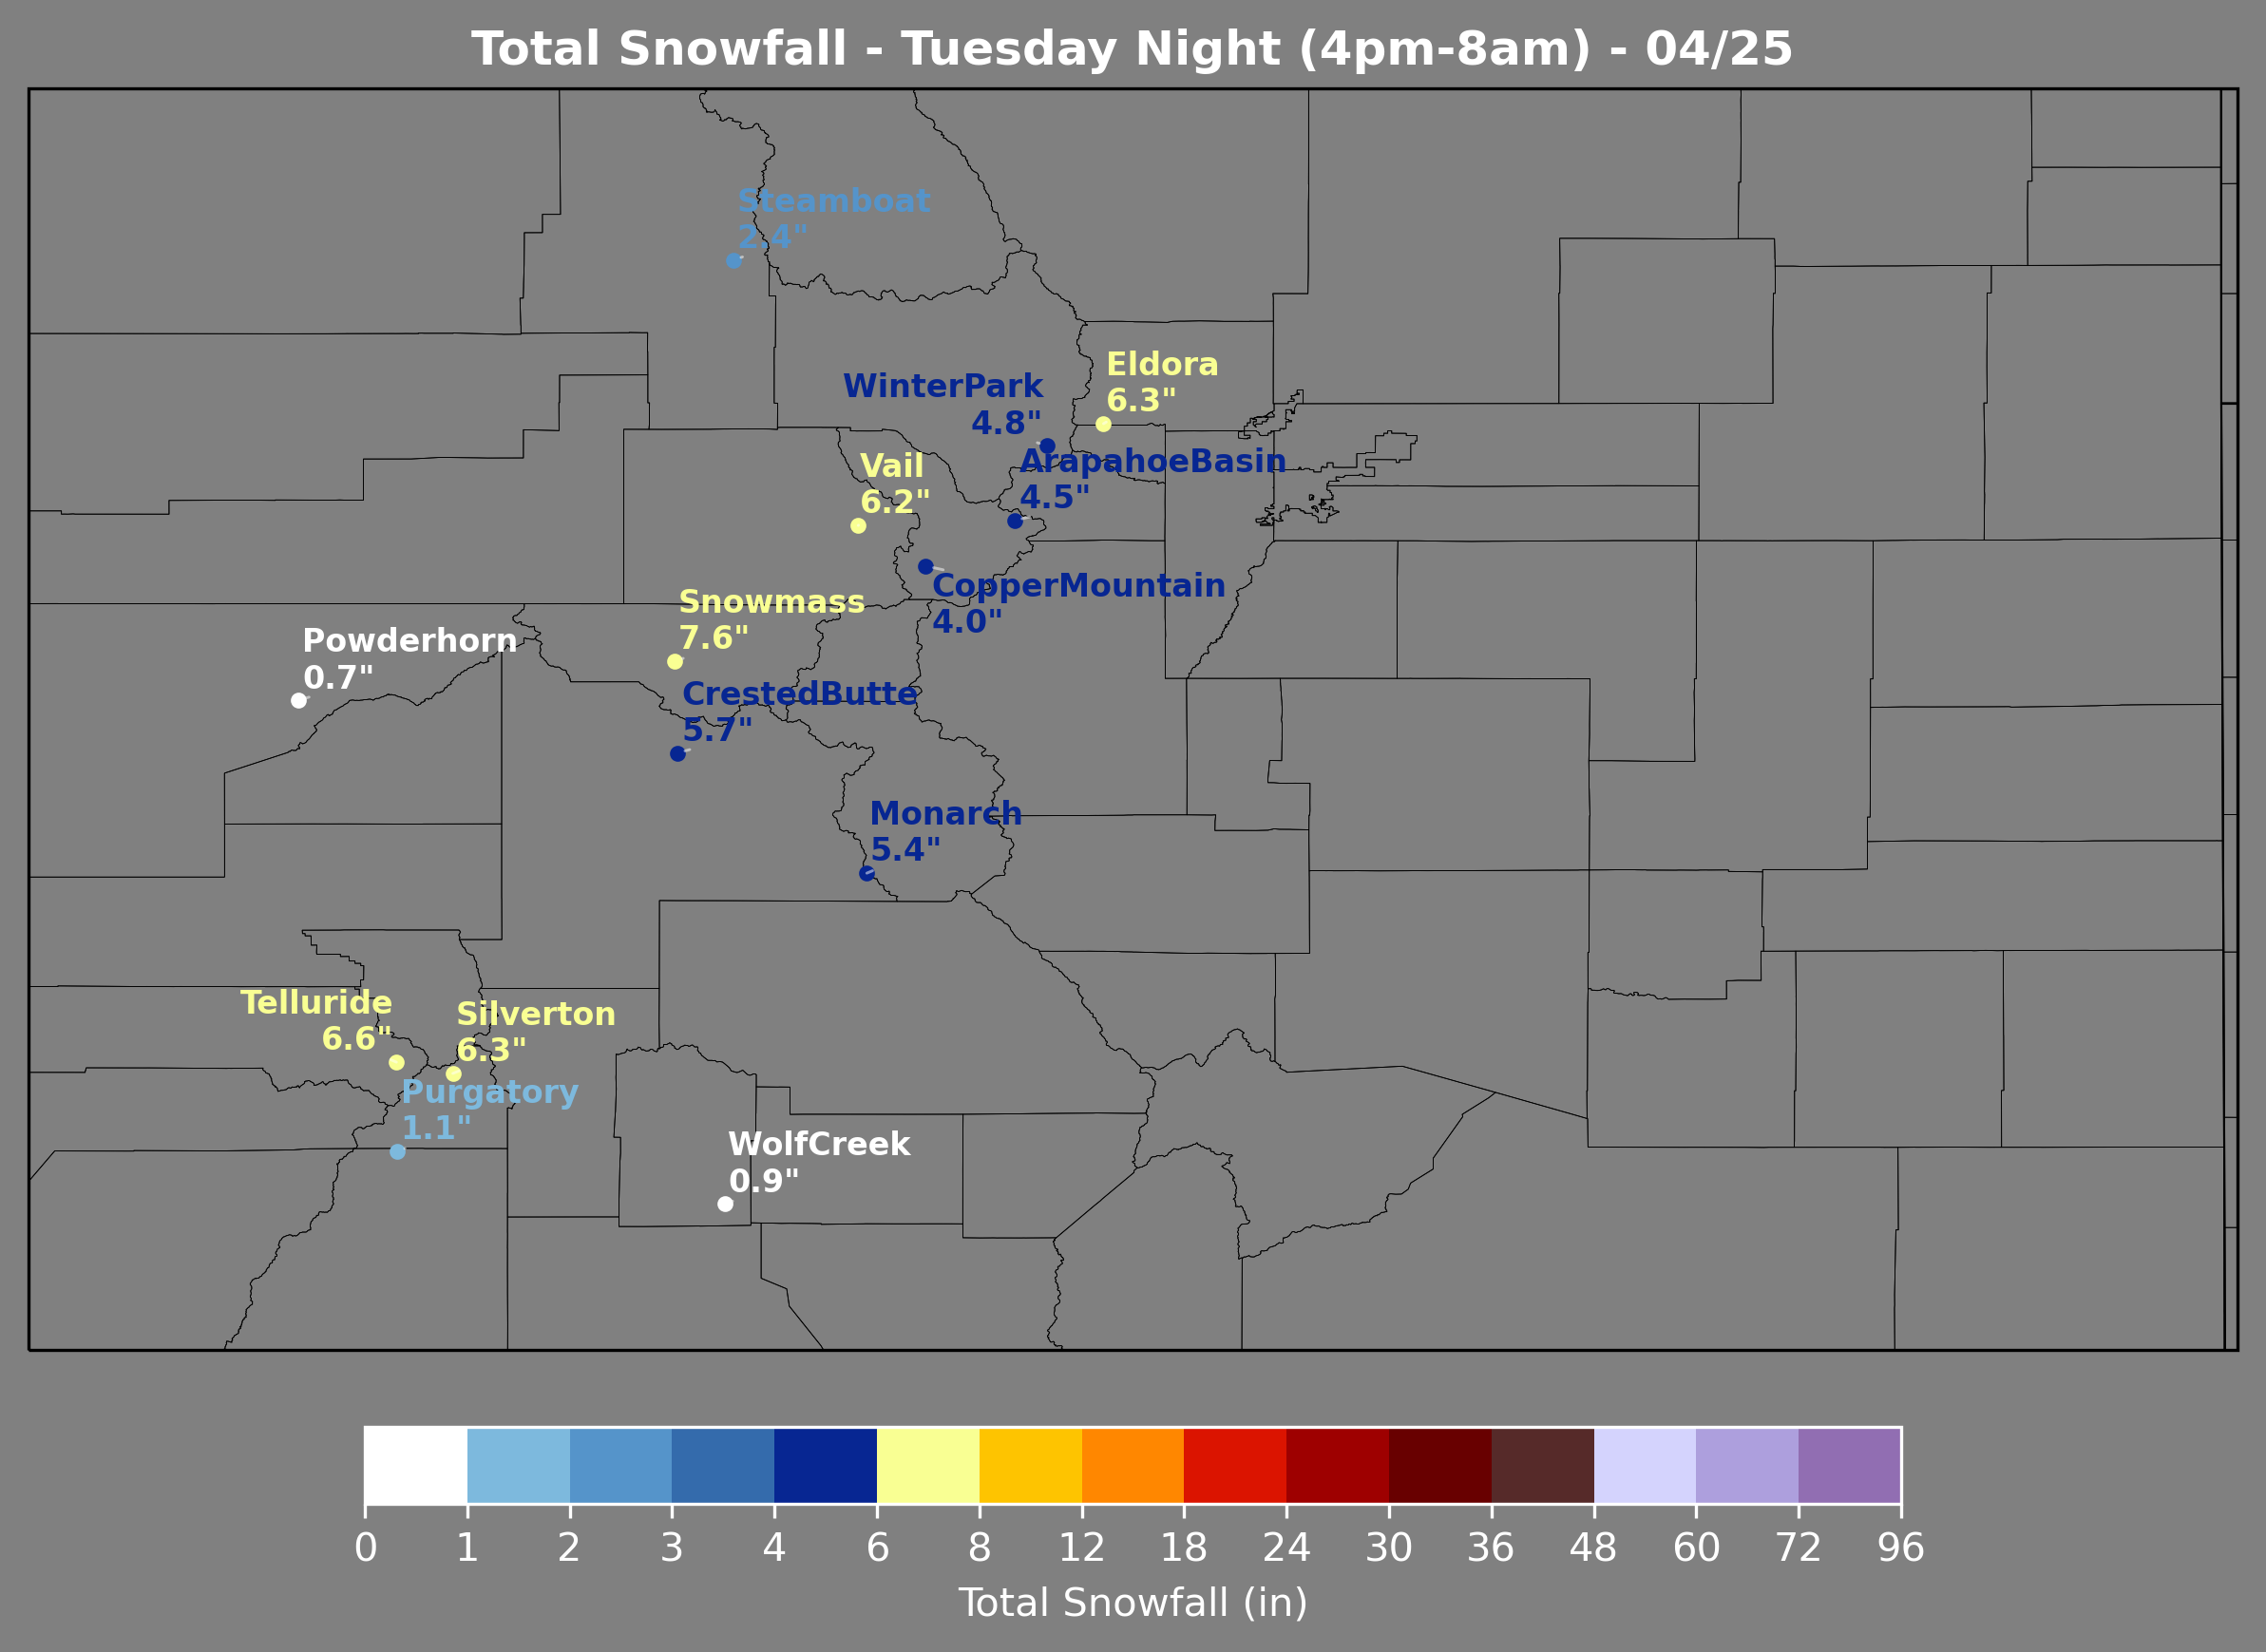 Total Snowfall - Tuesday Night (4pm-8am) - 04/25
Steamboat
2.4"
Eldora
6.3"
WinterPark
4.8"
ArapahoeBasin
4.5"
Vail
6.2"
CopperMountain
4.0"
Snowmass
7.6"
Powderhorn
0.7"
CrestedButte
5.7"
Monarch
5.4"
Telluride
6.6"
Silverton
6.3"
Purgatory
1.1"
WolfCreek
0.9"
0 1 2 3 4 6 8 12 18 24 30 36 48 60 72 96
Total Snowfall (in)